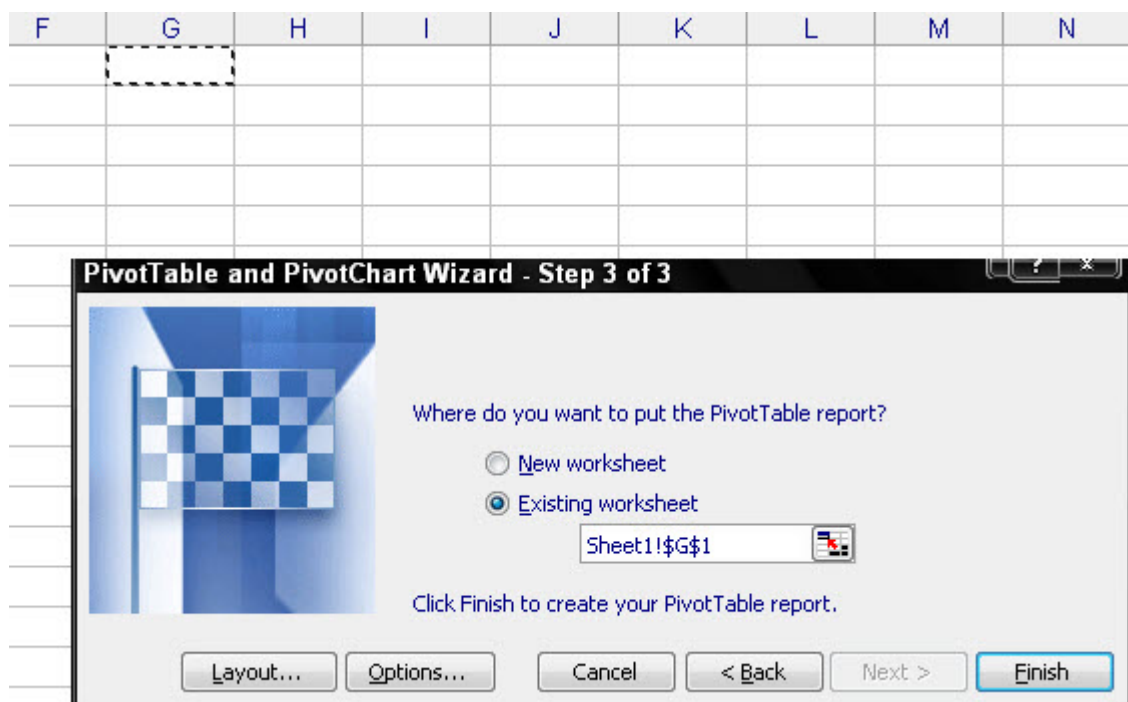 F G H I J K L M N
PivotTable and PivotChart Wizard - Step 3 of 3 ? x
Where do you want to put the PivotTable report?
New worksheet
Existing worksheet
Sheet1!$G$1
Click Finish to create your PivotTable report.
Layout... Options... Cancel < Back Next > Finish